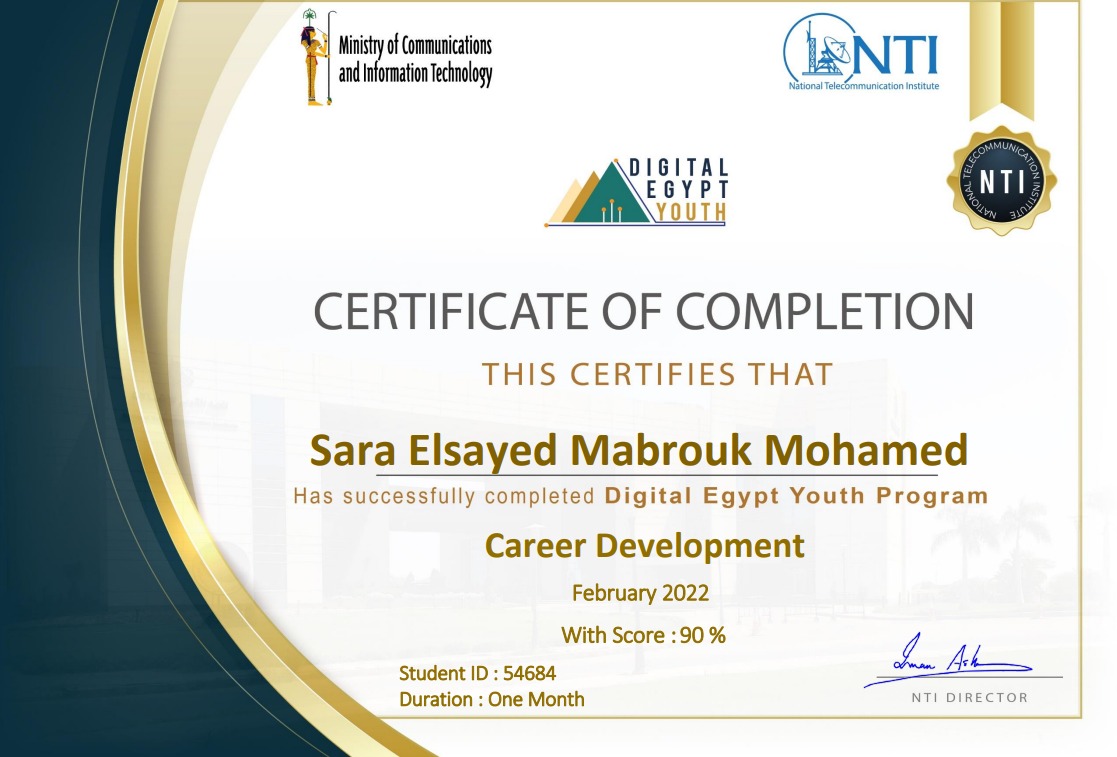 Ministry of Communications
and Information Technology
NTI
National Telecommunication Institute
DIGITAL
EGYPT
YOUTH
NATIONAL TELECOMMUNICATION INSTITUTE
NTI
CERTIFICATE OF COMPLETION
THIS CERTIFIES THAT
Sara Elsayed Mabrouk Mohamed
Has successfully completed Digital Egypt Youth Program
Career Development
February 2022
With Score : 90 %
Student ID : 54684
Duration : One Month
NTI DIRECTOR